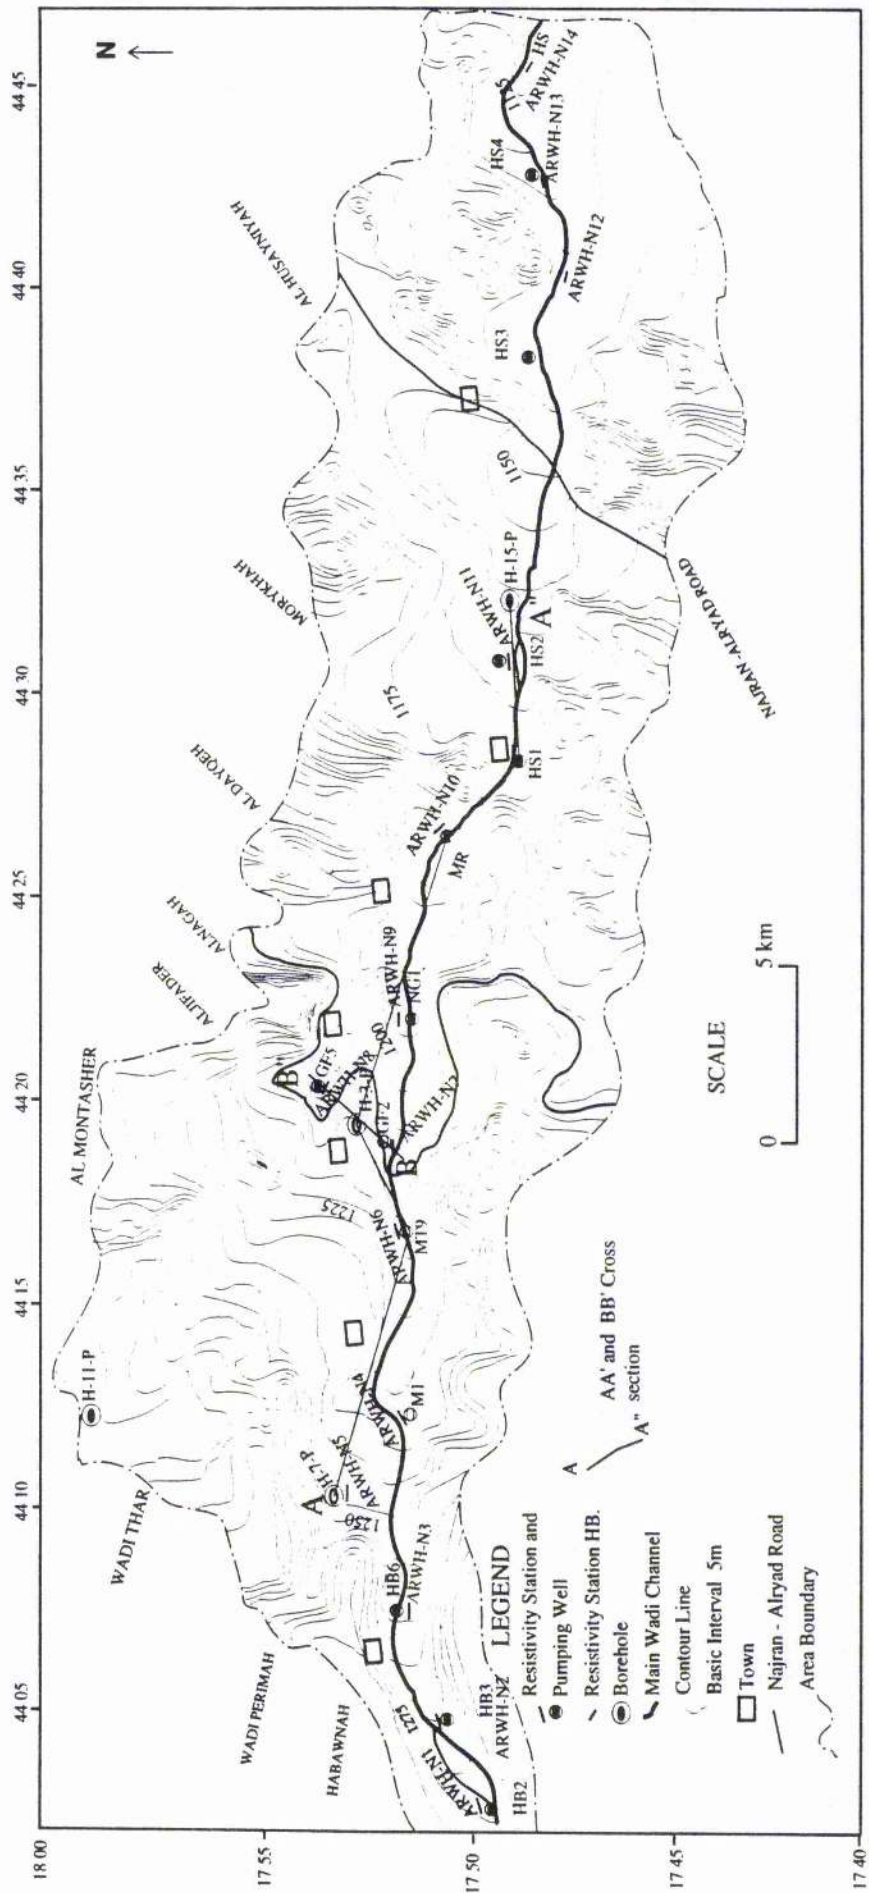 18 00
17 55
17 50
17 45
17 40
44 05
44 10
44 15
44 20
44 25
44 30
44 35
44 40
44 45
N
WADI PERIMAH
HABAWNAH
WADI THAR
AL MONTASHER
ALJIFADER
ALNAGAH
AL DAYQEH
MORYKHAH
AL HUSAYNIYAH
NAJRAN-ALRYAD ROAD
H-11-P
A
H-7-P
ARWH-N5
1250
ARWH-N4
M1
HB6
ARWH-N3
1275
ARWH-N1
HB2
HB3
ARWH-N2
1225
ARWH-N6
MT9
B
ARWH-N7
GF2
ARWH-N8
GF5
B"
1200
ARWH-N9
NG1
MR
ARWH-N10
1175
HS1
HS2
ARWH-N11
H-15-P
A"
1150
HS3
ARWH-N12
HS4
ARWH-N13
ARWH-N14
HS
LEGEND
Resistivity Station and
Pumping Well
Resistivity Station HB.
Borehole
Main Wadi Channel
Contour Line
Basic Interval 5m
Town
Najran - Alryad Road
Area Boundary
A
A"
AA' and BB' Cross
section
SCALE
0
5 km